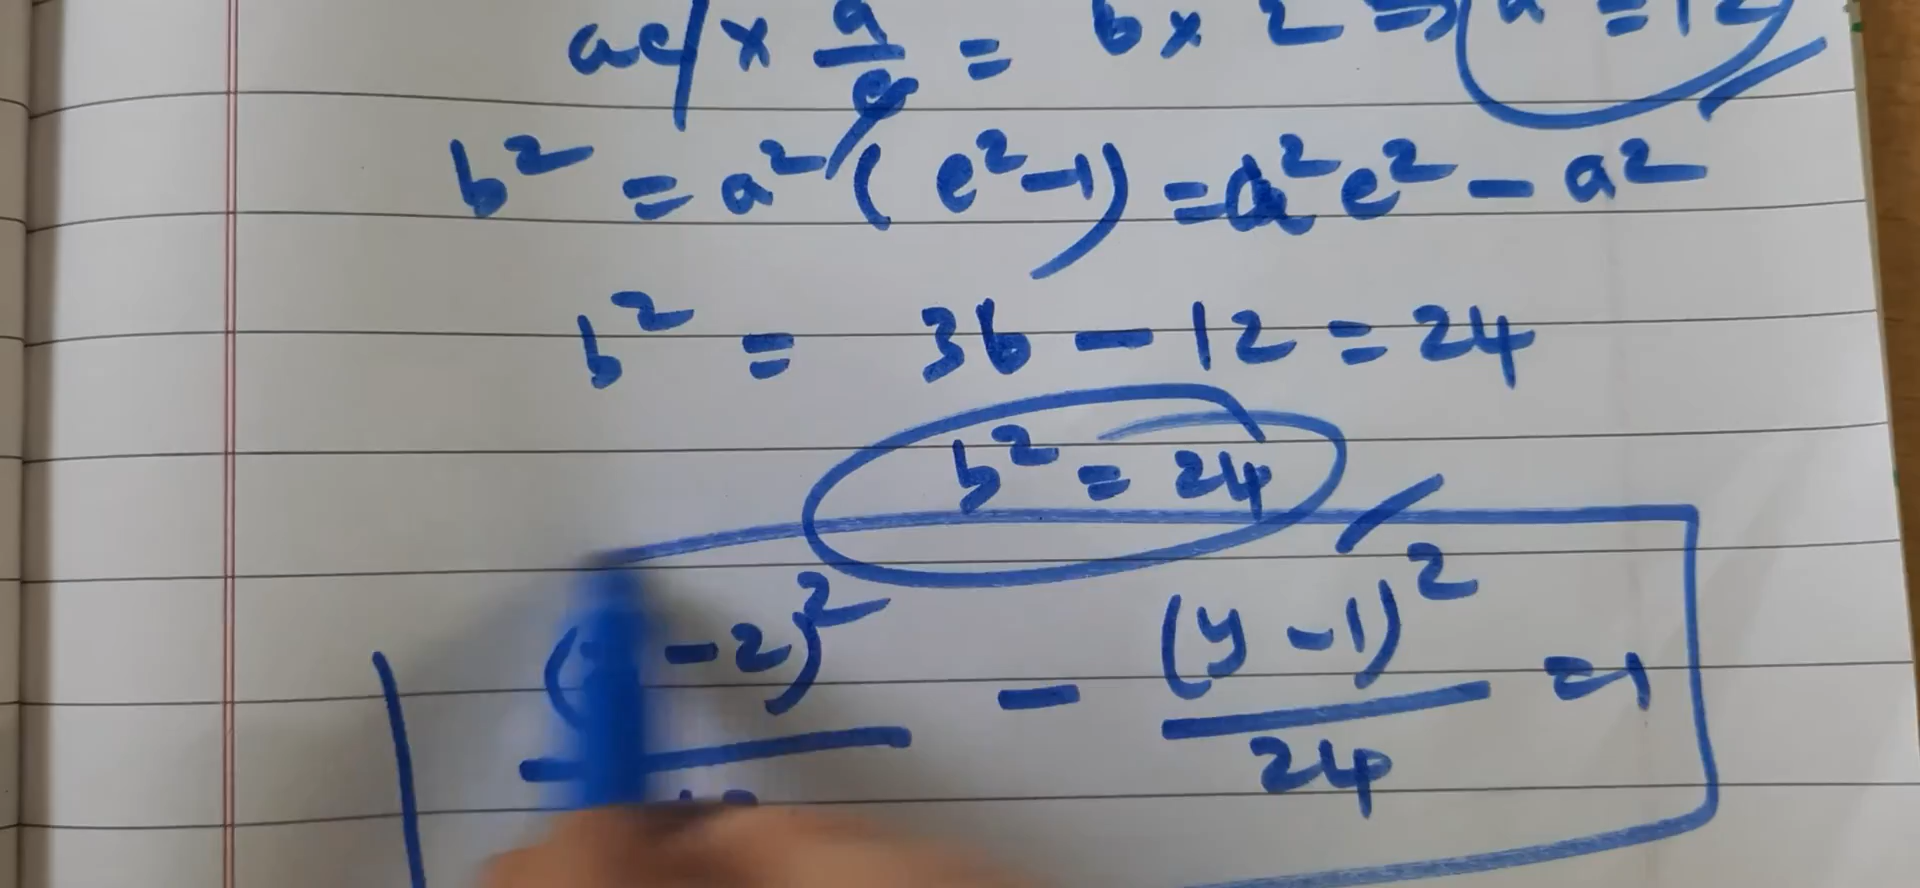 ae × a/e = b × 2 ⇒ a² = 12
b² = a² (e² - 1) = a²e² - a²
b² = 36 - 12 = 24
b² = 24
( - 2)² - (y - 1)²/24 = 1